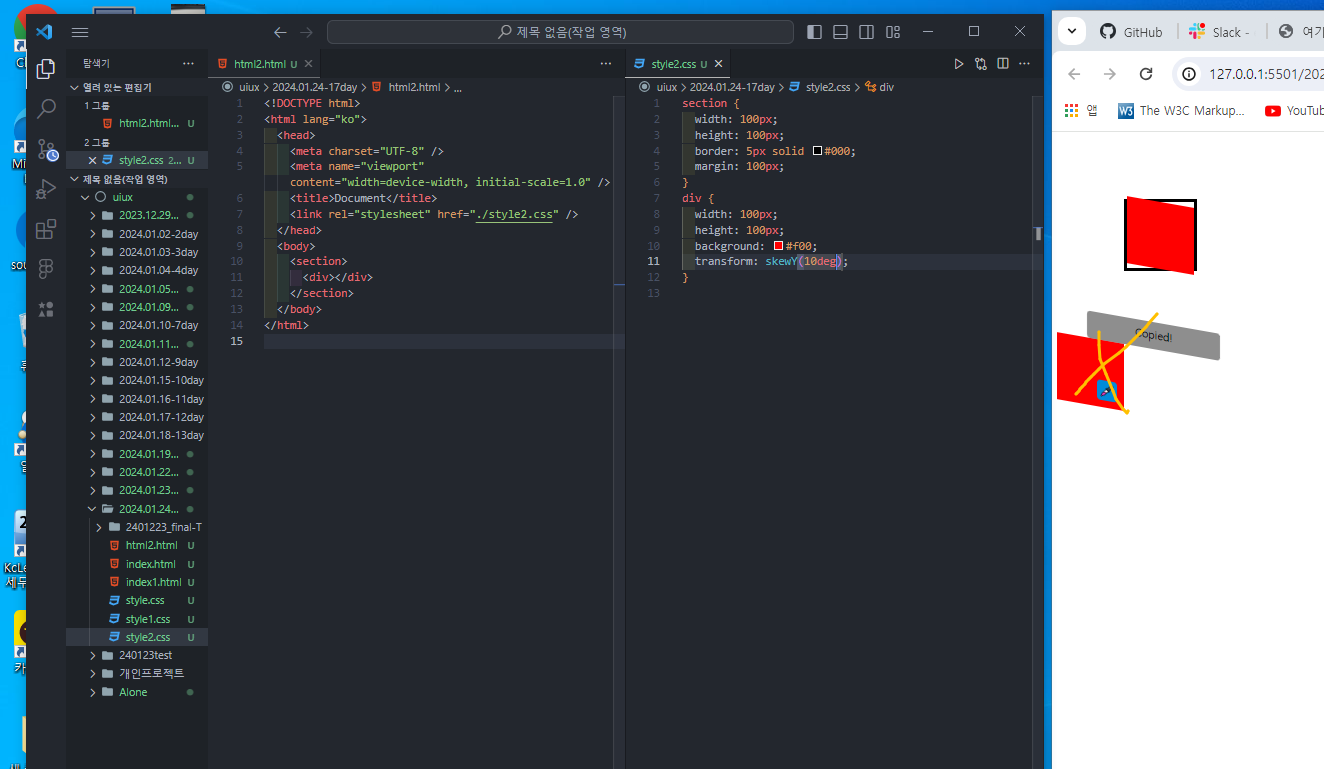 제목 없음(작업 영역)
탐색기
열려 있는 편집기
1 그룹
html2.html... U
2 그룹
style2.css 2... U
제목 없음(작업 영역)
uiux
2023.12.29...
2024.01.02-2day
2024.01.03-3day
2024.01.04-4day
2024.01.05...
2024.01.09...
2024.01.10-7day
2024.01.11...
2024.01.12-9day
2024.01.15-10day
2024.01.16-11day
2024.01.17-12day
2024.01.18-13day
2024.01.19...
2024.01.22...
2024.01.23...
2024.01.24...
2401223_final-T
html2.html U
index.html U
index1.html U
style.css U
style1.css U
style2.css U
240123test
개인프로젝트
Alone
html2.html U
uiux > 2024.01.24-17day > html2.html > ...
1 <!DOCTYPE html>
2 <html lang="ko">
3 <head>
4 <meta charset="UTF-8" />
5 <meta name="viewport"
content="width=device-width, initial-scale=1.0" />
6 <title>Document</title>
7 <link rel="stylesheet" href="./style2.css" />
8 </head>
9 <body>
10 <section>
11 <div></div>
12 </section>
13 </body>
14 </html>
15
style2.css U
uiux > 2024.01.24-17day > style2.css > div
1 section {
2 width: 100px;
3 height: 100px;
4 border: 5px solid #000;
5 margin: 100px;
6 }
7 div {
8 width: 100px;
9 height: 100px;
10 background: #f00;
11 transform: skewY(10deg);
12 }
13
GitHub
Slack -
여기
127.0.0.1:5501/202
앱
The W3C Markup...
YouTub
Copied!